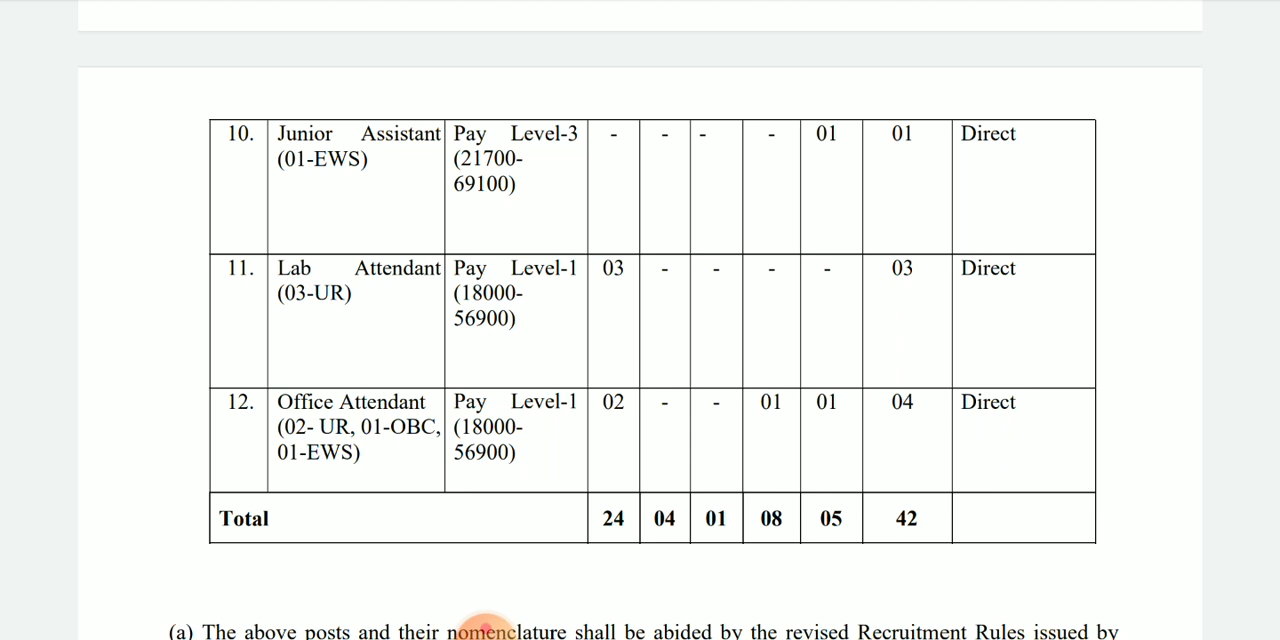 10. Junior Assistant Pay Level-3 - - - - 01 01 Direct
(01-EWS) (21700-
69100)
11. Lab Attendant Pay Level-1 03 - - - - 03 Direct
(03-UR) (18000-
56900)
12. Office Attendant Pay Level-1 02 - - 01 01 04 Direct
(02- UR, 01-OBC, (18000-
01-EWS) 56900)
Total 24 04 01 08 05 42
(a) The above posts and their nomenclature shall be abided by the revised Recruitment Rules issued by